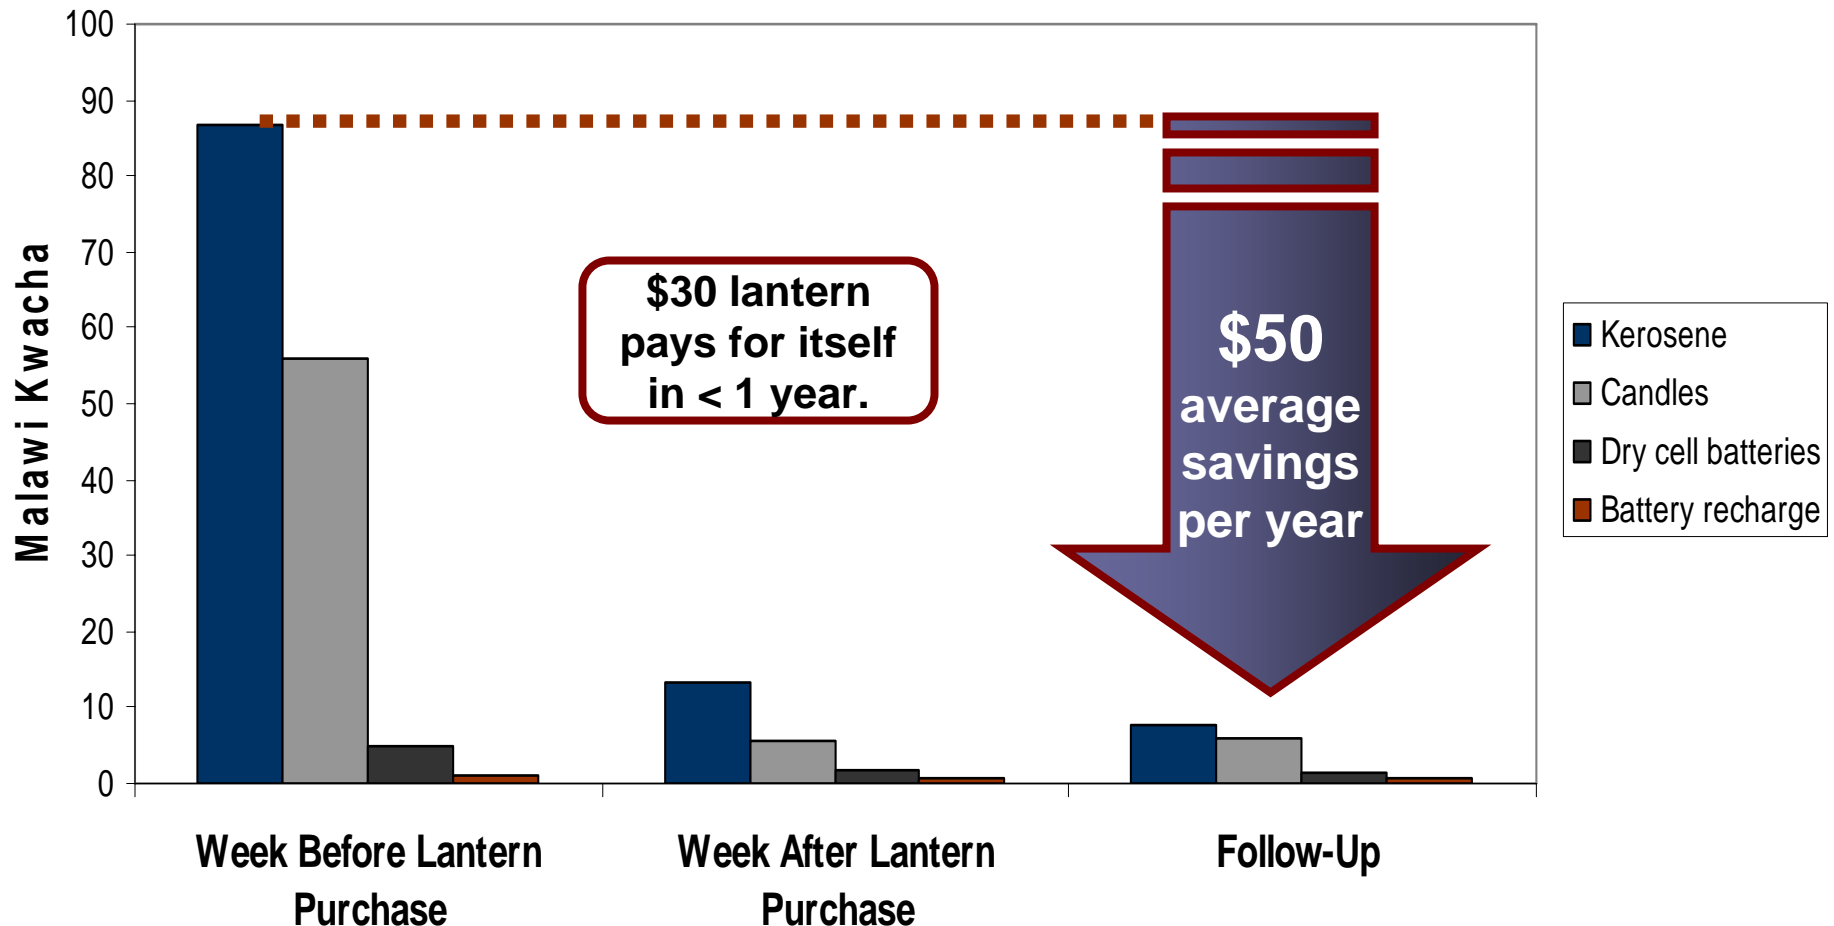 100
90
80
70
60
50
40
30
20
10
0
Malawi Kwacha
$30 lantern
pays for itself
in < 1 year.
$50
average
savings
per year
Kerosene
Candles
Dry cell batteries
Battery recharge
Week Before Lantern
Purchase
Week After Lantern
Purchase
Follow-Up